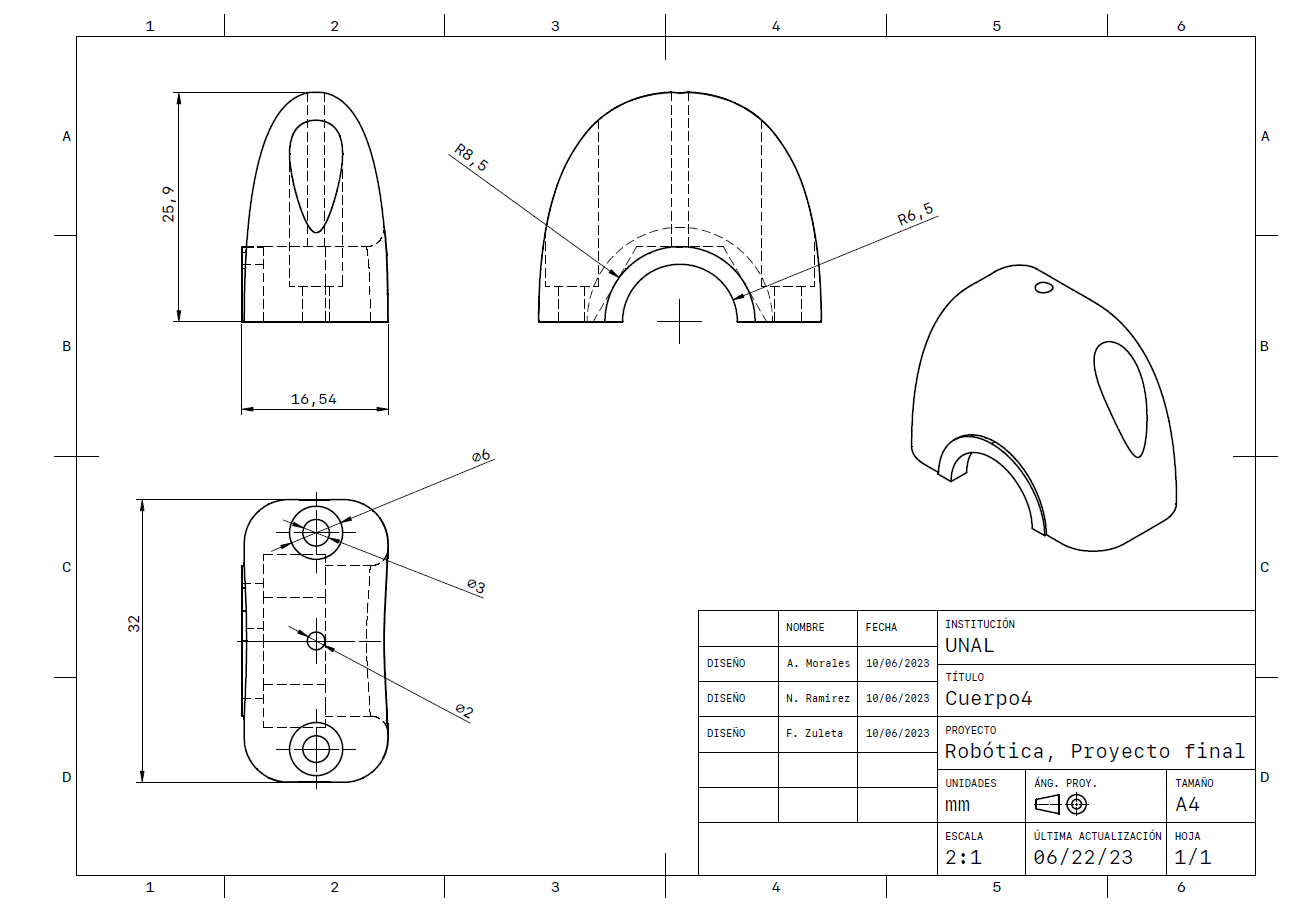 1 2 3 4 5 6
A A
B B
C C
D D
1 2 3 4 5 6
25,9
16,54
R8,5
R6,5
⌀6
⌀3
⌀2
32
NOMBRE FECHA
DISEÑO A. Morales 10/06/2023
DISEÑO N. Ramirez 10/06/2023
DISEÑO F. Zuleta 10/06/2023
INSTITUCIÓN
UNAL
TÍTULO
Cuerpo4
PROYECTO
Robótica, Proyecto final
UNIDADES ÁNG. PROY. TAMAÑO
mm A4
ESCALA ÚLTIMA ACTUALIZACIÓN HOJA
2:1 06/22/23 1/1